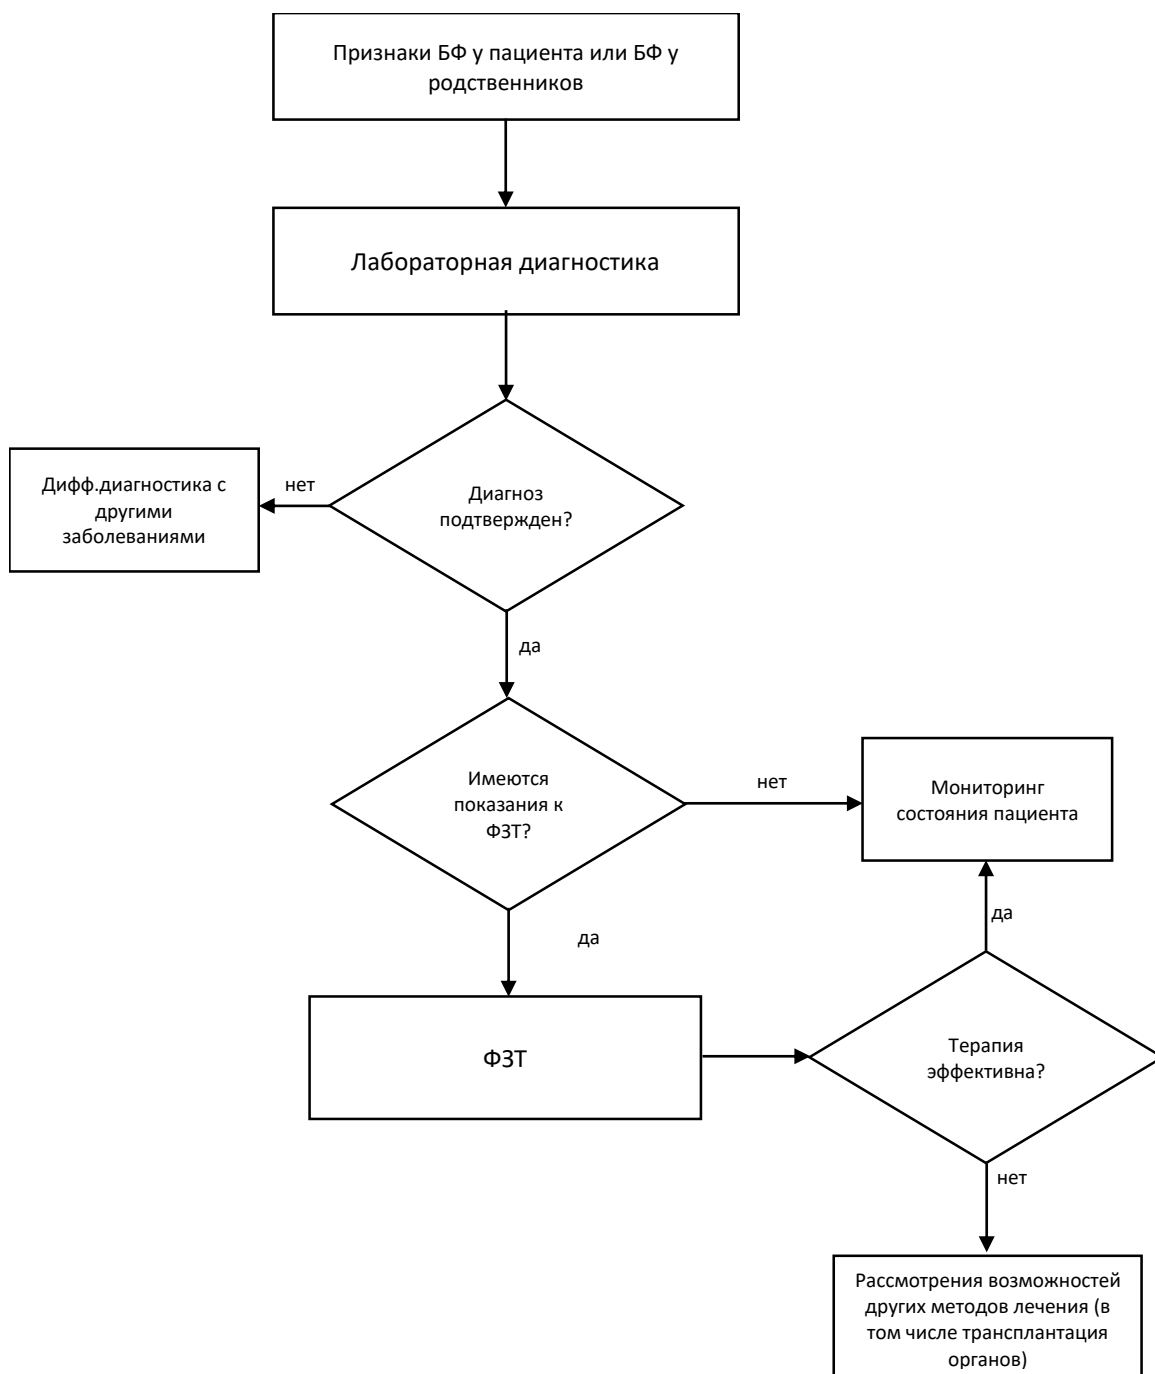 Признаки БФ у пациента или БФ у
родственников
Лабораторная диагностика
Диагноз
подтвержден?
нет
Дифф.диагностика с
другими
заболеваниями
да
Имеются
показания к
ФЗТ?
нет
Мониторинг
состояния пациента
да
да
ФЗТ
Терапия
эффективна?
нет
Рассмотрения возможностей
других методов лечения (в
том числе трансплантация
органов)